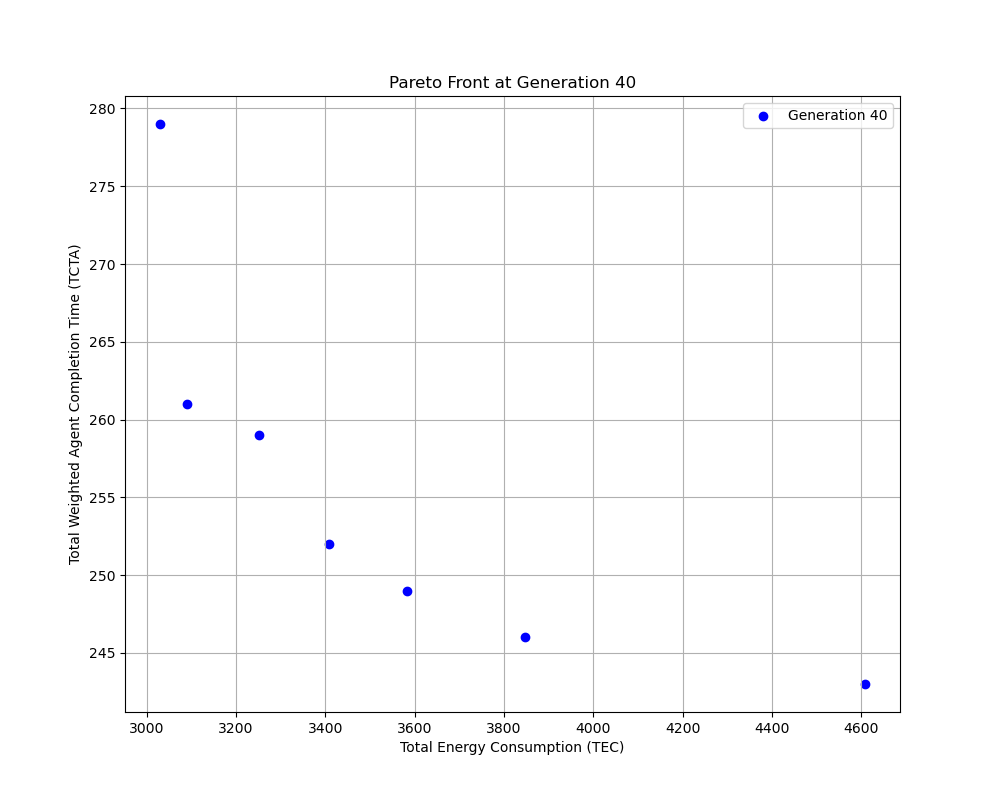 Pareto Front at Generation 40
Generation 40
280
275
270
265
260
255
250
245
Total Weighted Agent Completion Time (TCTA)
3000 3200 3400 3600 3800 4000 4200 4400 4600
Total Energy Consumption (TEC)